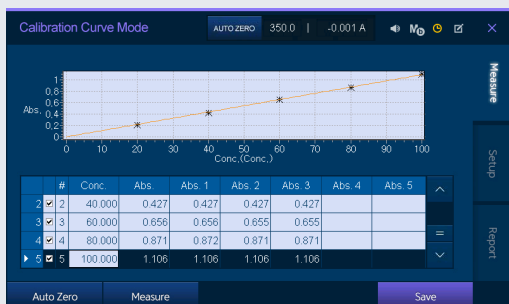 Calibration Curve Mode
AUTO ZERO 350.0 | -0.001 A
Measure
Setup
Report
Abs.
1
0.8
0.6
0.4
0.2
0
0 10 20 30 40 50 60 70 80 90 100
Conc.(Conc.)
# Conc. Abs. Abs. 1 Abs. 2 Abs. 3 Abs. 4 Abs. 5
2 2 40.000 0.427 0.427 0.427 0.427
3 3 60.000 0.656 0.656 0.655 0.655
4 4 80.000 0.871 0.872 0.871 0.871
5 5 100.000 1.106 1.106 1.106 1.106
Auto Zero Measure Save